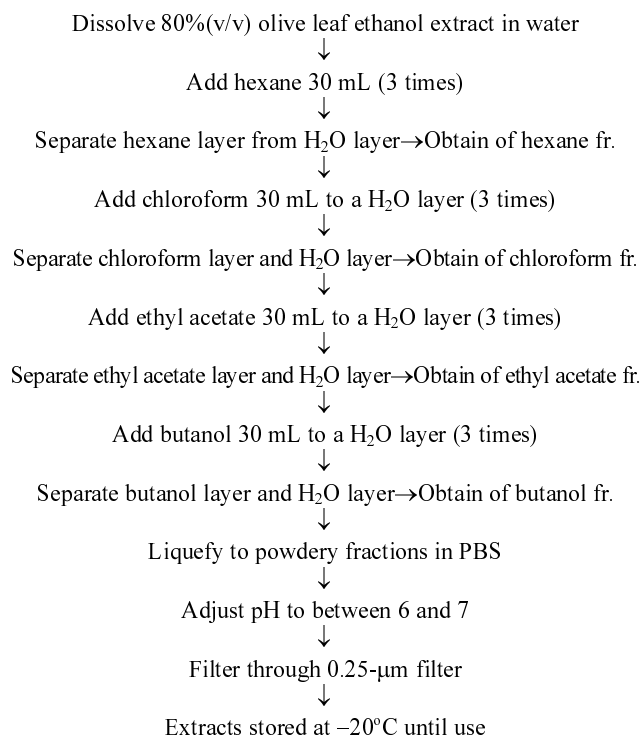 Dissolve 80%(v/v) olive leaf ethanol extract in water
↓
Add hexane 30 mL (3 times)
↓
Separate hexane layer from H₂O layer→Obtain of hexane fr.
↓
Add chloroform 30 mL to a H₂O layer (3 times)
↓
Separate chloroform layer and H₂O layer→Obtain of chloroform fr.
↓
Add ethyl acetate 30 mL to a H₂O layer (3 times)
↓
Separate ethyl acetate layer and H₂O layer→Obtain of ethyl acetate fr.
↓
Add butanol 30 mL to a H₂O layer (3 times)
↓
Separate butanol layer and H₂O layer→Obtain of butanol fr.
↓
Liquefy to powdery fractions in PBS
↓
Adjust pH to between 6 and 7
↓
Filter through 0.25-μm filter
↓
Extracts stored at –20°C until use